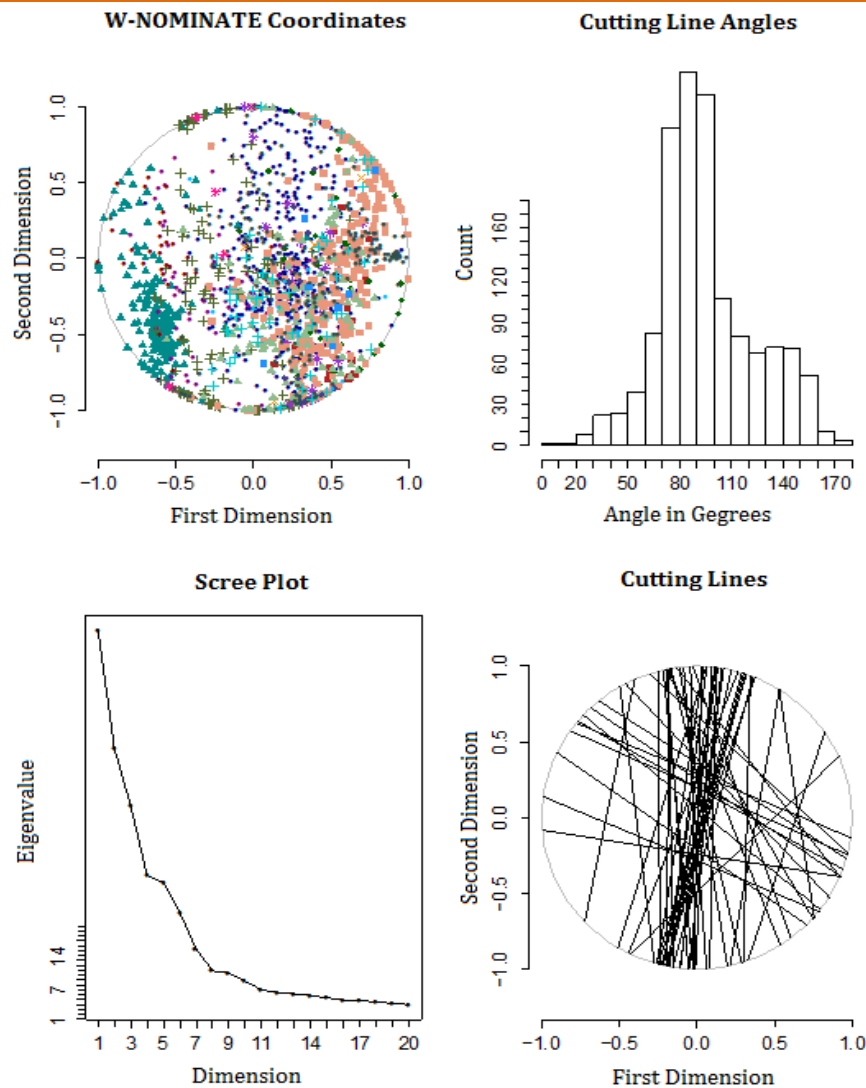 W-NOMINATE Coordinates
Second Dimension
1.0
0.5
0.0
−0.5
−1.0
−1.0 −0.5 0.0 0.5 1.0
First Dimension
Cutting Line Angles
Count
160
120
90
60
30
0
0 20 50 80 110 140 170
Angle in Gegrees
Scree Plot
Eigenvalue
14
7
1
1 3 5 7 9 11 14 17 20
Dimension
Cutting Lines
Second Dimension
1.0
0.5
0.0
−0.5
−1.0
−1.0 −0.5 0.0 0.5 1.0
First Dimension